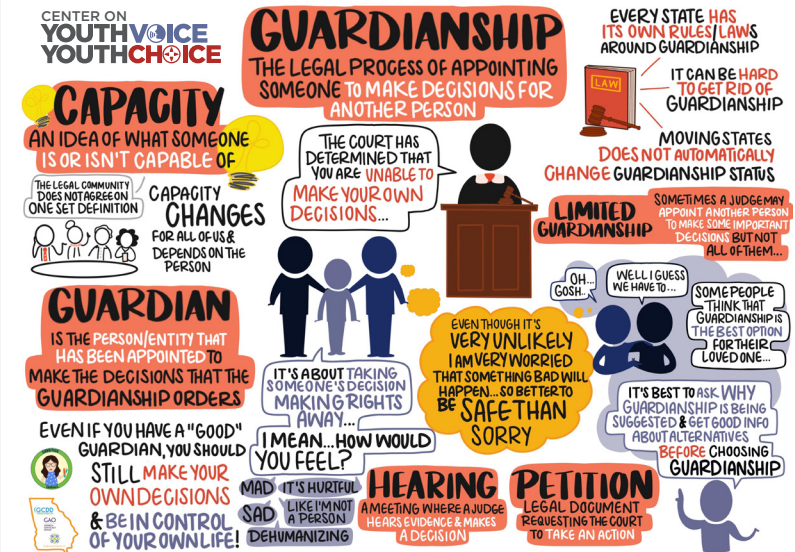 CENTER ON
YOUTHVOICE
YOUTHCHOICE
GUARDIANSHIP
THE LEGAL PROCESS OF APPOINTING
SOMEONE TO MAKE DECISIONS FOR
ANOTHER PERSON
EVERY STATE HAS
ITS OWN RULES/LAWS
AROUND GUARDIANSHIP
LAW
IT CAN BE HARD
TO GET RID OF
GUARDIANSHIP
MOVING STATES
DOES NOT AUTOMATICALLY
CHANGE GUARDIANSHIP STATUS
CAPACITY
AN IDEA OF WHAT SOMEONE
IS OR ISN'T CAPABLE OF
THE LEGAL COMMUNITY
DOES NOT AGREE ON
ONE SET DEFINITION
CAPACITY
CHANGES
FOR ALL OF US &
DEPENDS ON THE
PERSON
THE COURT HAS
DETERMINED THAT
YOU ARE UNABLE TO
MAKE YOUR OWN
DECISIONS...
LIMITED
GUARDIANSHIP
SOMETIMES A JUDGE MAY
APPOINT ANOTHER PERSON
TO MAKE SOME IMPORTANT
DECISIONS BUT NOT
ALL OF THEM...
GUARDIAN
IS THE PERSON/ENTITY THAT
HAS BEEN APPOINTED TO
MAKE THE DECISIONS THAT THE
GUARDIANSHIP ORDERS
OH
GOSH..
WELL I GUESS
WE HAVE TO...
SOME PEOPLE
THINK THAT
GUARDIANSHIP IS
THE BEST OPTION
FOR THEIR
LOVED ONE...
EVEN THOUGH IT'S
VERY UNLIKELY
I AM VERY WORRIED
THAT SOMETHING BAD WILL
HAPPEN...SO BETTER TO
BE SAFE THAN
SORRY
IT'S ABOUT TAKING
SOMEONE'S DECISION
MAKING RIGHTS
AWAY...
I MEAN...HOW WOULD
YOU FEEL?
MAD
IT'S HURTFUL
SAD
LIKE I'M NOT
A PERSON
DEHUMANIZING
IT'S BEST TO ASK WHY
GUARDIANSHIP IS BEING
SUGGESTED & GET GOOD INFO
ABOUT ALTERNATIVES
BEFORE CHOOSING
GUARDIANSHIP
EVEN IF YOU HAVE A "GOOD"
GUARDIAN, YOU SHOULD
STILL MAKE YOUR
OWN DECISIONS
& BE IN CONTROL
OF YOUR OWN LIFE!
GCDD
GAO
HEARING
A MEETING WHERE A JUDGE
HEARS EVIDENCE & MAKES
A DECISION
PETITION
LEGAL DOCUMENT
REQUESTING THE COURT
TO TAKE AN ACTION